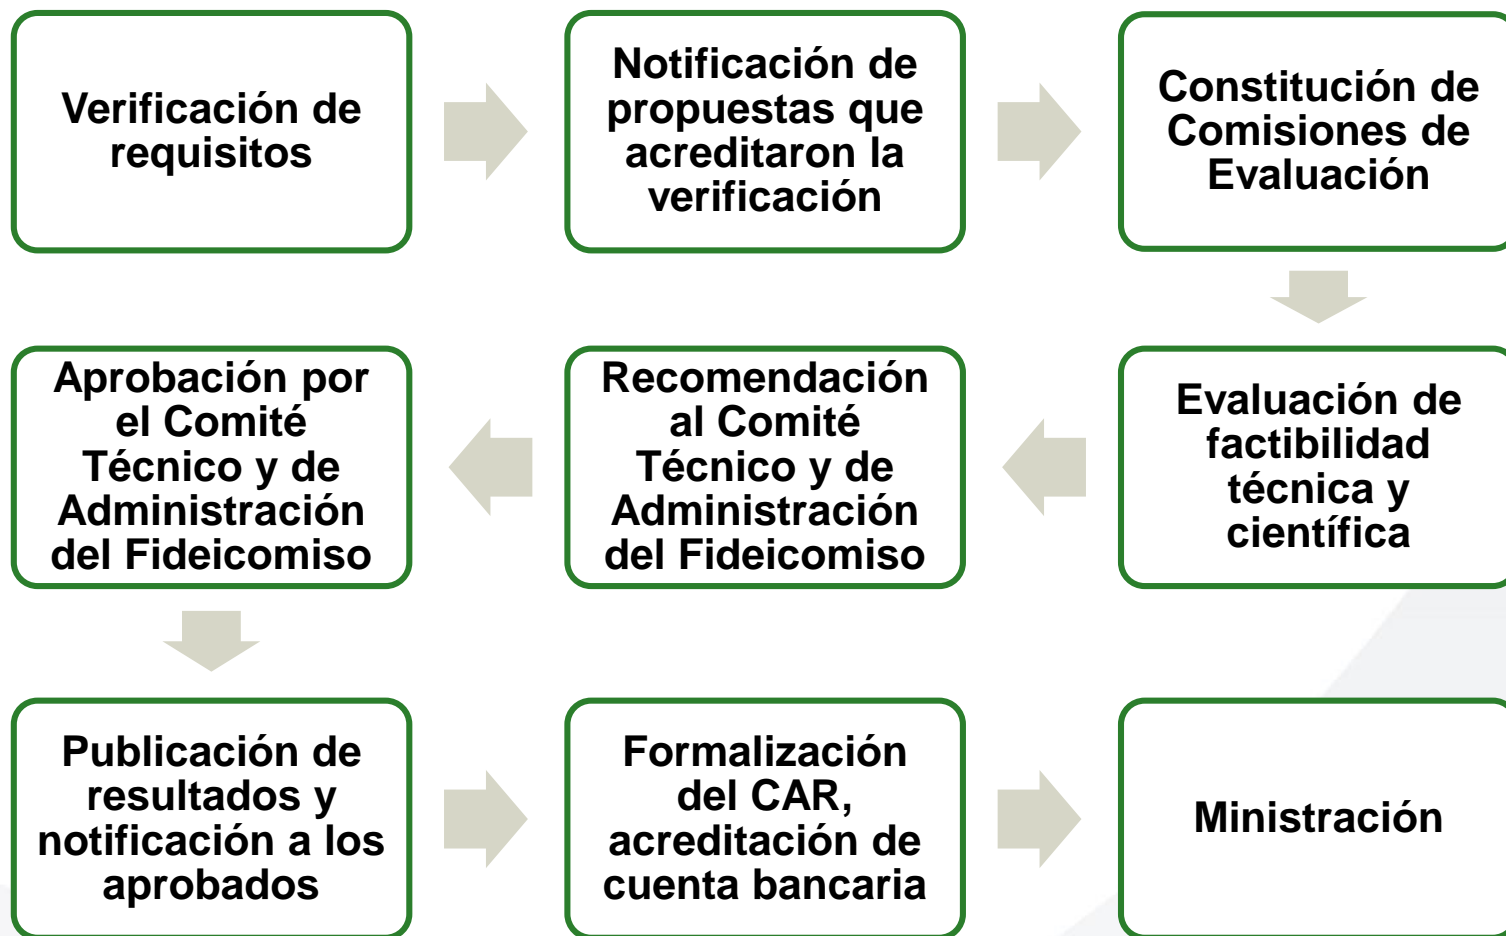 Verificación de
requisitos
Notificación de
propuestas que
acreditaron la
verificación
Constitución de
Comisiones de
Evaluación
Evaluación de
factibilidad
técnica y
científica
Recomendación
al Comité
Técnico y de
Administración
del Fideicomiso
Aprobación por
el Comité
Técnico y de
Administración
del Fideicomiso
Publicación de
resultados y
notificación a los
aprobados
Formalización
del CAR,
acreditación de
cuenta bancaria
Ministración